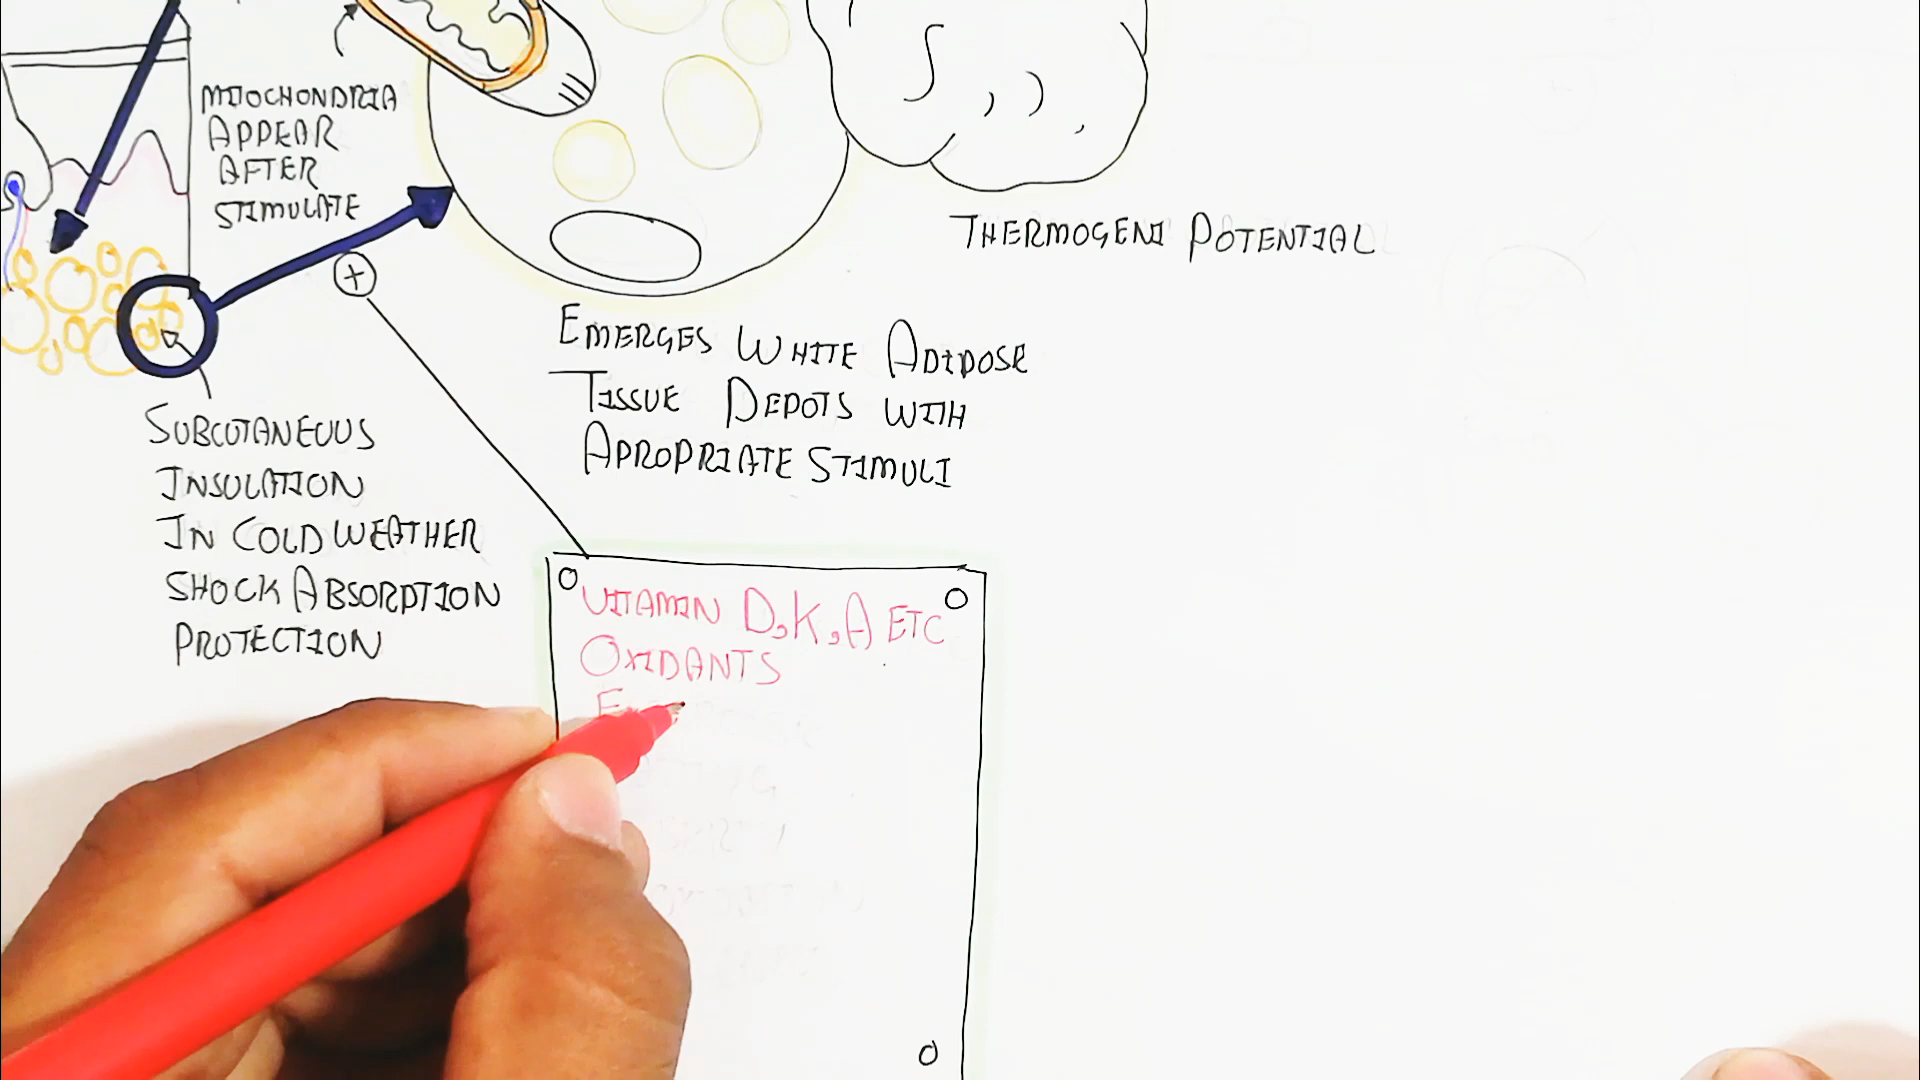 MITOCHONDRIA
APPEAR
AFTER
STIMULATE
THERMOGENI POTENTIAL
+
EMERGES WHITE ADIPOSE
TISSUE DEPOTS WITH
APROPRIATE STIMULI
SUBCUTANEOUS
INSULATION
IN COLD WEATHER
SHOCK ABSORPTION
PROTECTION
VITAMIN D,K,A ETC
OXIDANTS